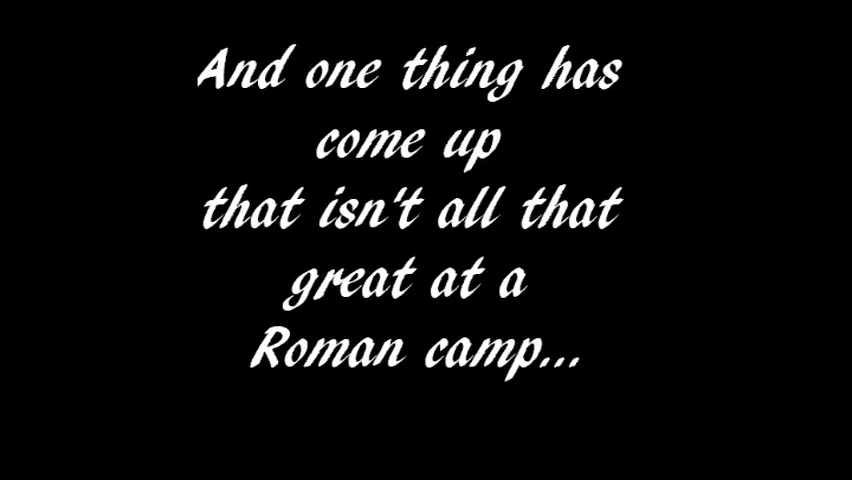 And one thing has
come up
that isn't all that
great at a
Roman camp...